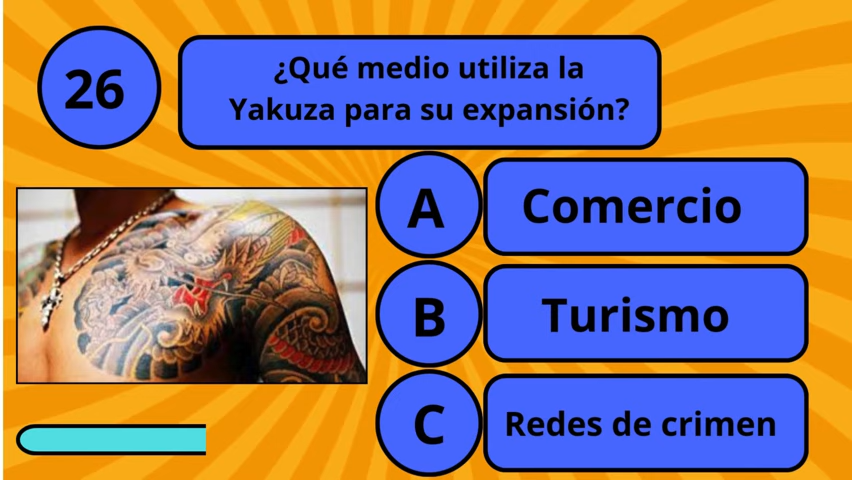 26
¿Qué medio utiliza la
Yakuza para su expansión?
A
Comercio
B
Turismo
C
Redes de crimen